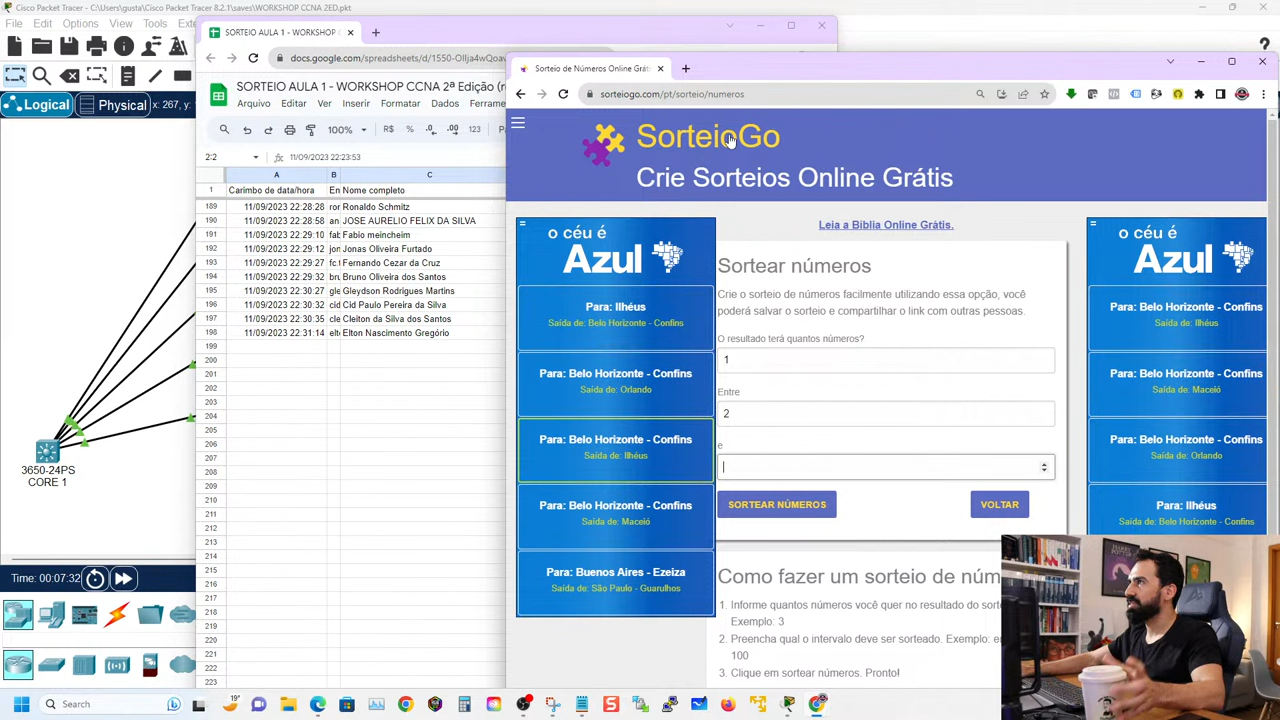 Cisco Packet Tracer - C:\Users\gusta\Cisco Packet Tracer 8.2.1\saves\WORKSHOP CCNA 2ED.pkt
File Edit Options View Tools
Logical
Physical
x: 267, y:
SORTEIO AULA 1 - WORKSHOP
docs.google.com/spreadsheets/d/1550-
SORTEIO AULA 1 - WORKSHOP CCNA 2ª Edição
Arquivo Editar Ver Inserir Formatar Dados
100%
R$ %
123
2:2
11/09/2023 22:23:53
A B C
1 Carimbo de data/hora En Nome completo
189 11/09/2023 22:28:28 Ronaldo Schmitz
190 11/09/2023 22:28:58 JOSE AURELIO FELIX DA SILVA
191 11/09/2023 22:29:10 Fabio meincheim
192 11/09/2023 22:29:12 Jonas Oliveira Furtado
193 11/09/2023 22:29:27 Fernando Cezar da Cruz
194 11/09/2023 22:29:32 Bruno Oliveira dos Santos
195 11/09/2023 22:30:27 Gleydson Rodrigues Martins
196 11/09/2023 22:30:32 Cid Paulo Pereira da Silva
197 11/09/2023 22:30:35 Cleiton da Silva dos Santos
198 11/09/2023 22:31:14 Elton Nascimento Gregório
199
200
201
202
203
204
205
206
207
208
209
210
211
212
213
214
215
216
217
218
219
220
221
222
223
3650-24PS
CORE 1
Time: 00:07:32
Sorteio de Números Online Grát
sorteiogo.com/pt/sorteio/numeros
SorteioGo
Crie Sorteios Online Grátis
Leia a Bíblia Online Grátis.
o céu é
Azul
Para: Ilhéus
Saída de: Belo Horizonte - Confins
Para: Belo Horizonte - Confins
Saída de: Orlando
Para: Belo Horizonte - Confins
Saída de: Ilhéus
Para: Belo Horizonte - Confins
Saída de: Maceió
Para: Buenos Aires - Ezeiza
Saída de: São Paulo - Guarulhos
Sortear números
Crie o sorteio de números facilmente utilizando essa opção, você
poderá salvar o sorteio e compartilhar o link com outras pessoas.
O resultado terá quantos números?
1
Entre
2
e
SORTEAR NÚMEROS
VOLTAR
Como fazer um sorteio de núm
1. Informe quantos números você quer no resultado do sorte
Exemplo: 3
2. Preencha qual o intervalo deve ser sorteado. Exemplo: e
100
3. Clique em sortear números. Pronto!
o céu é
Azul
Para: Belo Horizonte - Confins
Saída de: Ilhéus
Para: Belo Horizonte - Confins
Saída de: Maceió
Para: Belo Horizonte - Confins
Saída de: Orlando
Para: Ilhéus
Saída de: Belo Horizonte - Confins
HARRY
POTTER
Search
19°